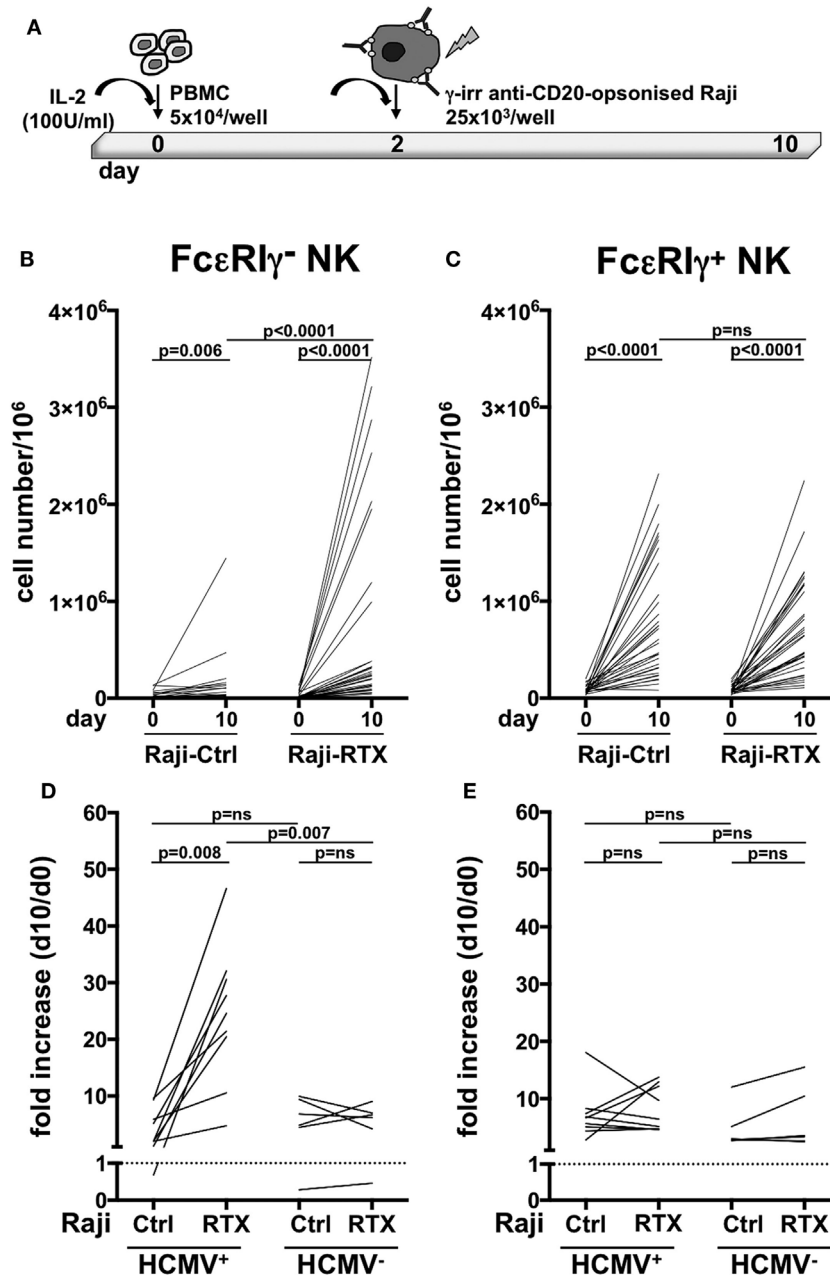 A
IL-2
(100U/ml)
PBMC
5x10⁴/well
γ-irr anti-CD20-opsonised Raji
25x10³/well
0
2
10
day
B
FcεRIγ⁻ NK
4×10⁶
3×10⁶
2×10⁶
1×10⁶
0
cell number/10⁶
p<0.0001
p=0.006
p<0.0001
day
0
10
0
10
Raji-Ctrl
Raji-RTX
C
FcεRIγ⁺ NK
4×10⁶
3×10⁶
2×10⁶
1×10⁶
0
cell number/10⁶
p=ns
p<0.0001
p<0.0001
day
0
10
0
10
Raji-Ctrl
Raji-RTX
D
60
50
40
30
20
10
1
0
fold increase (d10/d0)
p=ns
p=0.007
p=0.008
p=ns
Raji
Ctrl
RTX
Ctrl
RTX
HCMV⁺
HCMV⁻
E
60
50
40
30
20
10
1
0
fold increase (d10/d0)
p=ns
p=ns
p=ns
p=ns
Raji
Ctrl
RTX
Ctrl
RTX
HCMV⁺
HCMV⁻